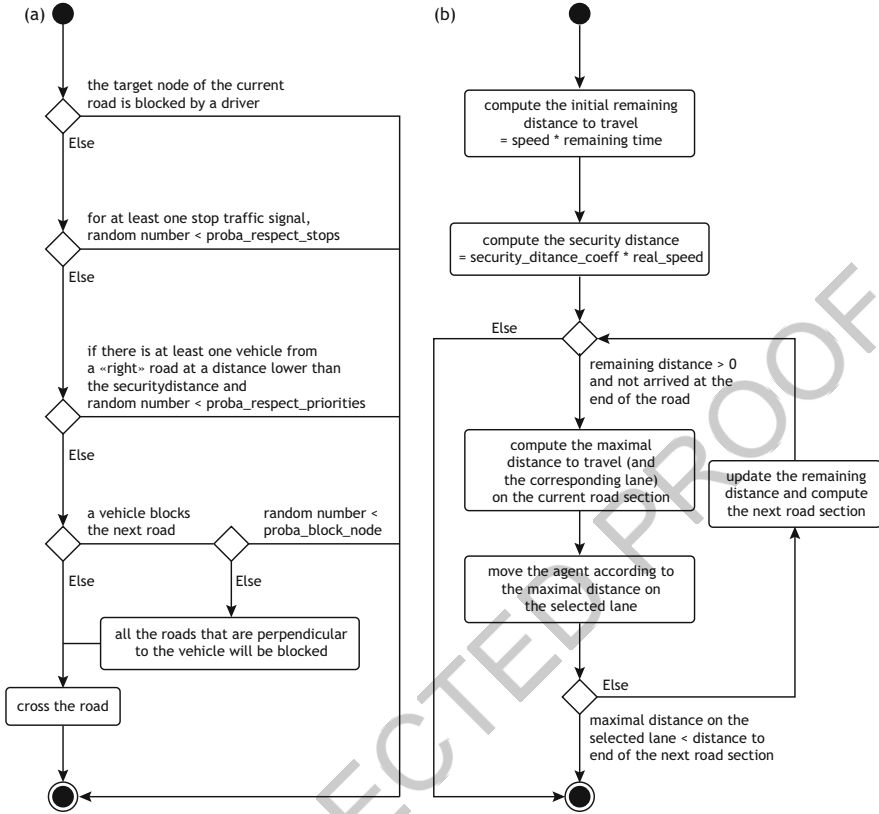 (a)
the target node of the current
road is blocked by a driver
Else
for at least one stop traffic signal,
random number < proba_respect_stops
Else
if there is at least one vehicle from
a «right» road at a distance lower than
the securitydistance and
random number < proba_respect_priorities
Else
a vehicle blocks
the next road
random number <
proba_block_node
Else
Else
all the roads that are perpendicular
to the vehicle will be blocked
cross the road
(b)
compute the initial remaining
distance to travel
= speed * remaining time
compute the security distance
= security_ditance_coeff * real_speed
Else
remaining distance > 0
and not arrived at the
end of the road
compute the maximal
distance to travel (and
the corresponding lane)
on the current road section
update the remaining
distance and compute
the next road section
move the agent according to
the maximal distance on
the selected lane
Else
maximal distance on the
selected lane < distance to
end of the next road section
ECTED PROOF